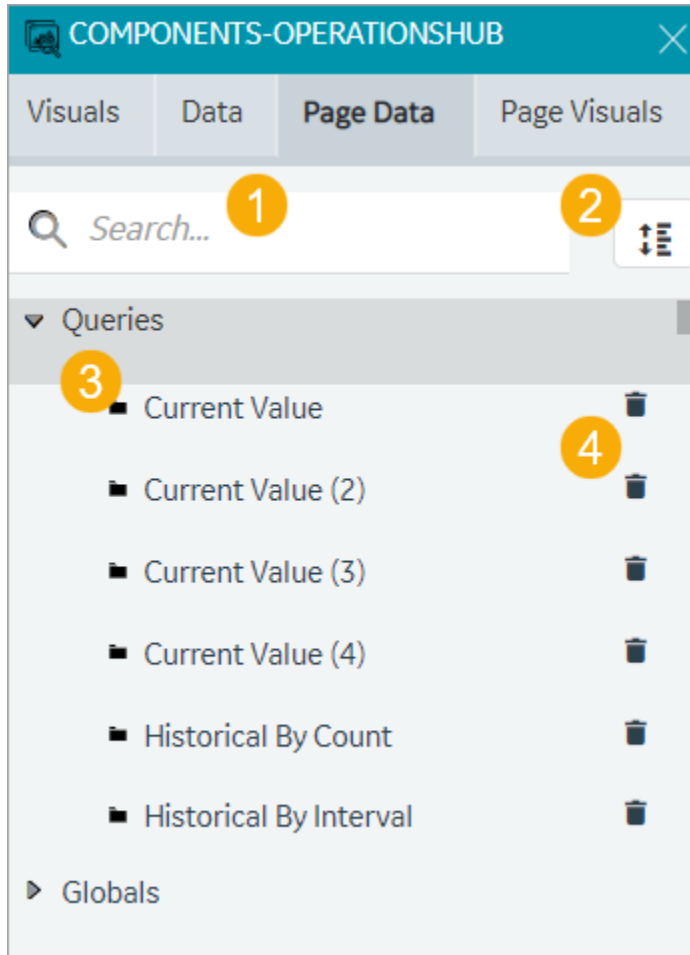 COMPONENTS-OPERATIONSHUB
Visuals Data Page Data Page Visuals
Search... 1 2
Queries
3
Current Value
4
Current Value (2)
Current Value (3)
Current Value (4)
Historical By Count
Historical By Interval
Globals